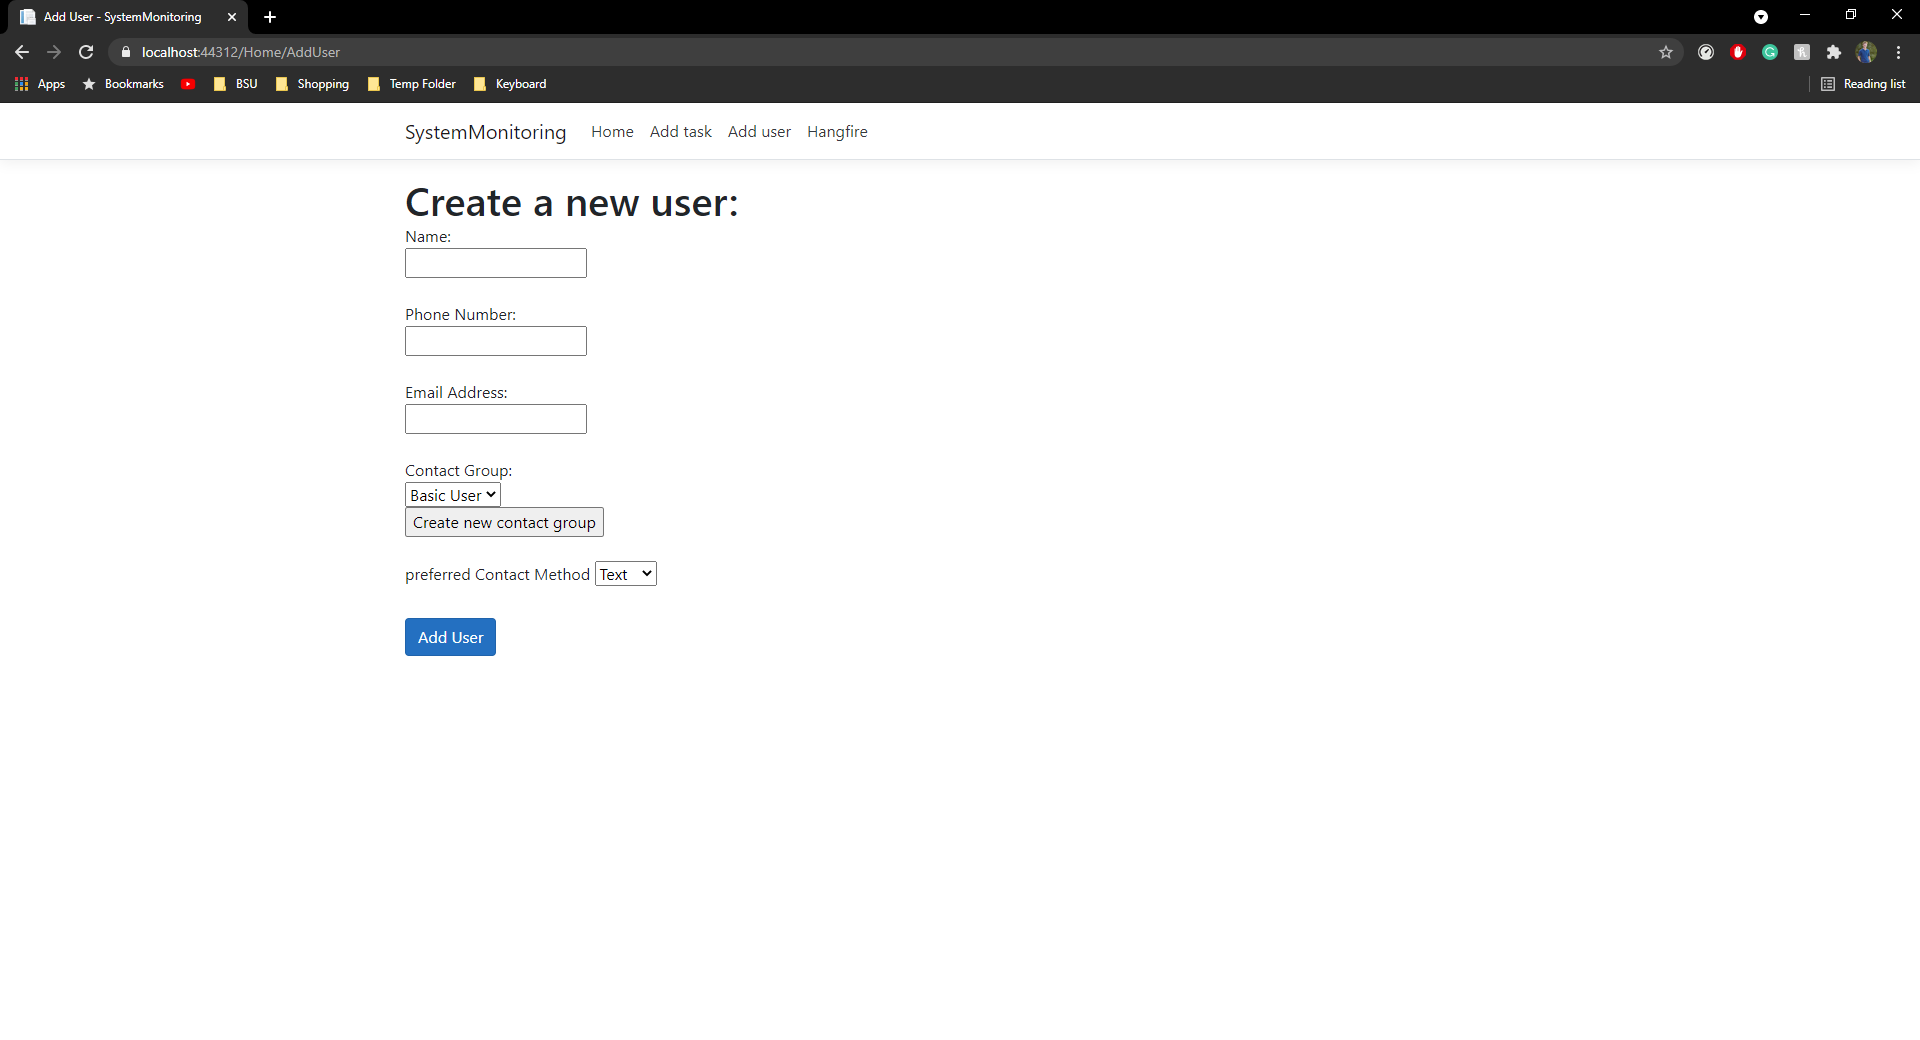 Add User - SystemMonitoring
localhost:44312/Home/AddUser
Apps Bookmarks BSU Shopping Temp Folder Keyboard Reading list
SystemMonitoring Home Add task Add user Hangfire
Create a new user:
Name:
Phone Number:
Email Address:
Contact Group:
Basic User
Create new contact group
preferred Contact Method Text
Add User